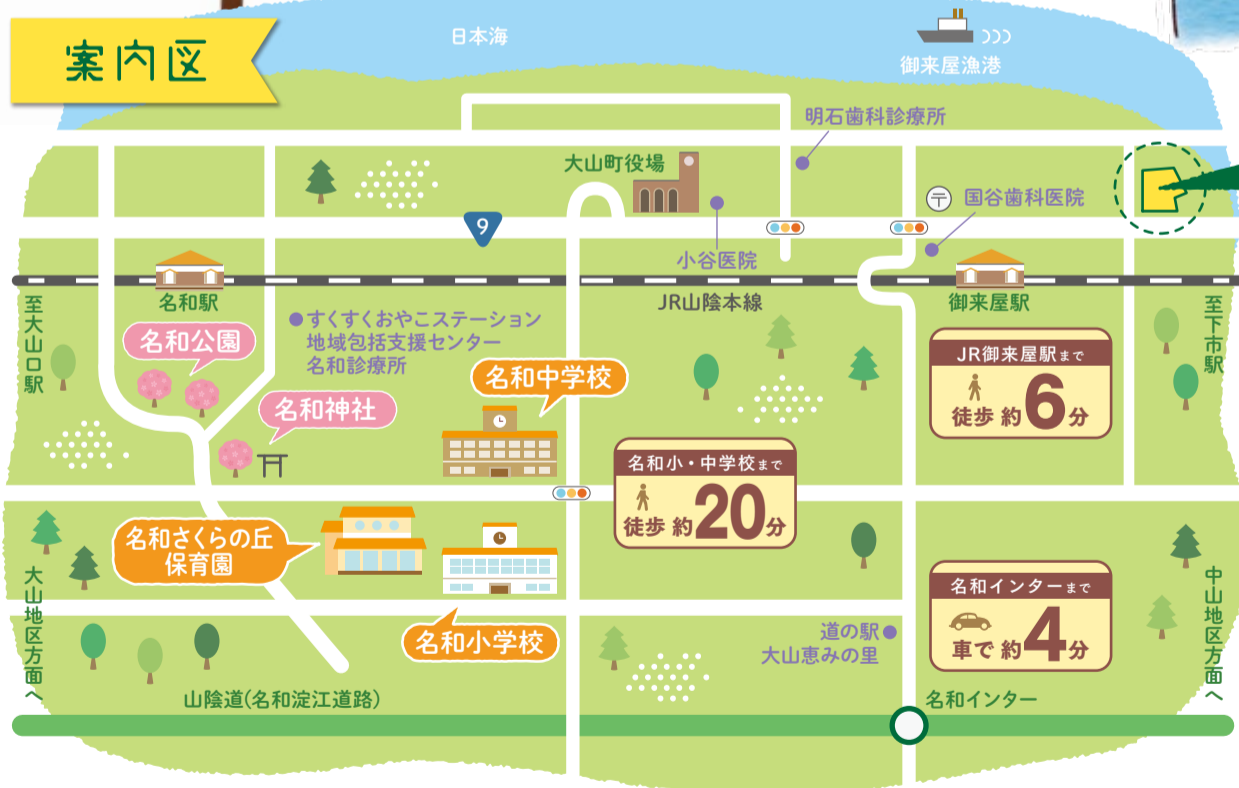 案内図
日本海
御来屋漁港
明石歯科診療所
大山町役場
〒
国谷歯科医院
9
小谷医院
名和駅
JR山陰本線
御来屋駅
至大山口駅
至下市駅
すくすくおやこステーション
地域包括支援センター
名和診療所
名和公園
名和神社
名和中学校
JR御来屋駅まで
徒歩 約6分
名和小・中学校まで
徒歩 約20分
名和さくらの丘
保育園
名和小学校
名和インターまで
車で 約4分
道の駅
大山恵みの里
大山地区方面へ
中山地区方面へ
山陰道(名和淀江道路)
名和インター